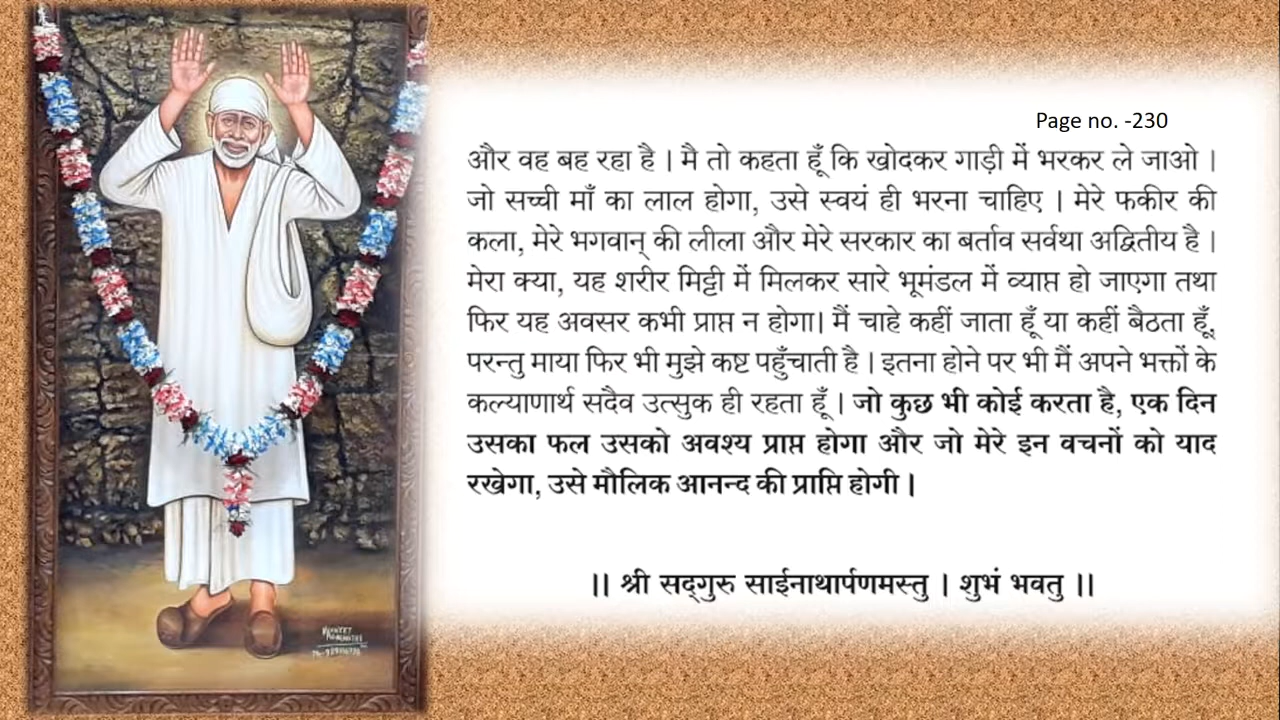 Page no. -230
और वह बह रहा है । मै तो कहता हूँ कि खोदकर गाड़ी में भरकर ले जाओ ।
जो सच्ची माँ का लाल होगा, उसे स्वयं ही भरना चाहिए । मेरे फकीर की
कला, मेरे भगवान् की लीला और मेरे सरकार का बर्ताव सर्वथा अद्वितीय है ।
मेरा क्या, यह शरीर मिट्टी में मिलकर सारे भूमंडल में व्याप्त हो जाएगा तथा
फिर यह अवसर कभी प्राप्त न होगा। मैं चाहे कहीं जाता हूँ या कहीं बैठता हूँ,
परन्तु माया फिर भी मुझे कष्ट पहुँचाती है । इतना होने पर भी मैं अपने भक्तों के
कल्याणार्थ सदैव उत्सुक ही रहता हूँ । जो कुछ भी कोई करता है, एक दिन
उसका फल उसको अवश्य प्राप्त होगा और जो मेरे इन वचनों को याद
रखेगा, उसे मौलिक आनन्द की प्राप्ति होगी ।
।। श्री सद्‌गुरु साईनाथार्पणमस्तु । शुभं भवतु ।।